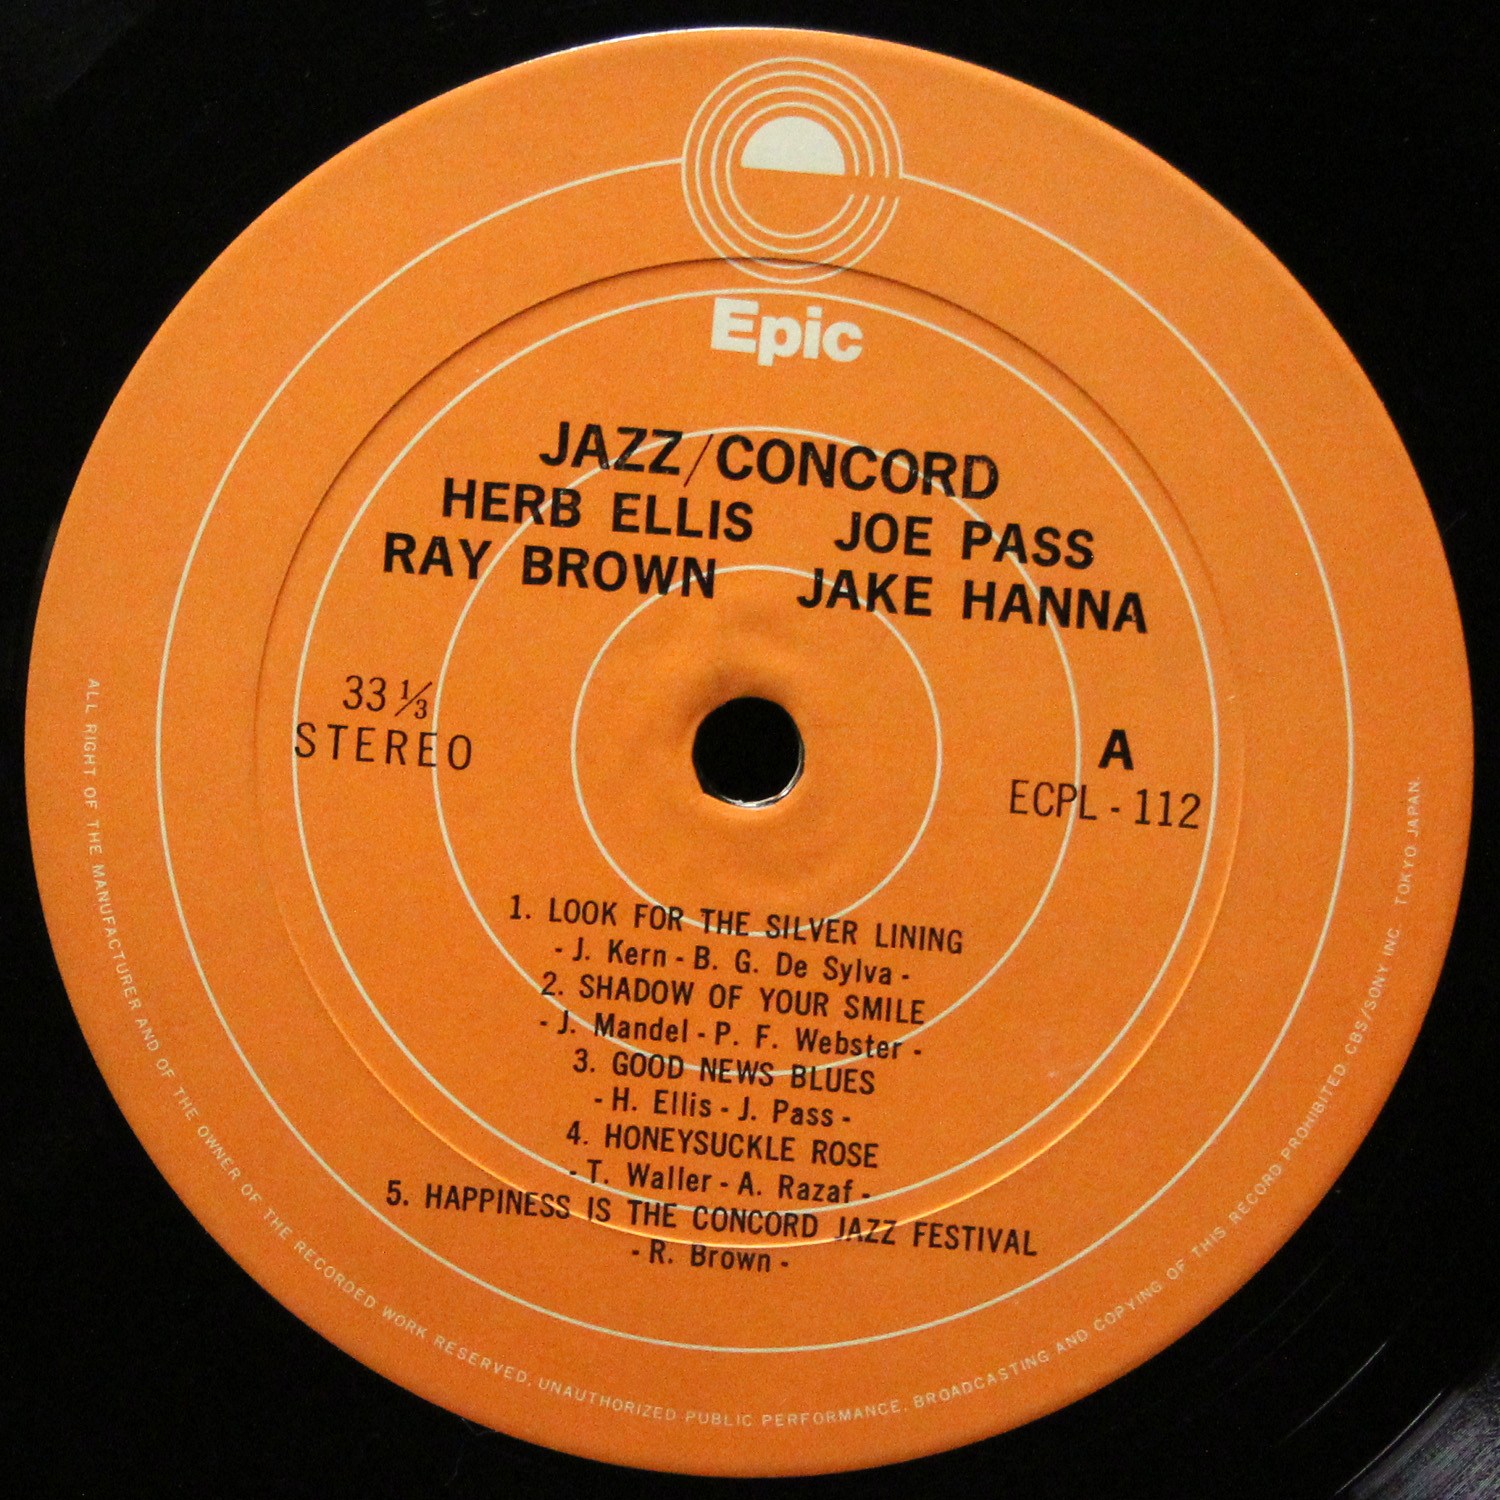 Epic
JAZZ/CONCORD
HERB ELLIS JOE PASS
RAY BROWN JAKE HANNA
33 1/3
STEREO
A
ECPL - 112
1. LOOK FOR THE SILVER LINING
- J. Kern - B. G. De Sylva -
2. SHADOW OF YOUR SMILE
- J. Mandel - P. F. Webster -
3. GOOD NEWS BLUES
- H. Ellis - J. Pass -
4. HONEYSUCKLE ROSE
- T. Waller - A. Razaf -
5. HAPPINESS IS THE CONCORD JAZZ FESTIVAL
- R. Brown -
ALL RIGHT OF THE MANUFACTURER AND OF THE OWNER OF THE RECORDED WORK RESERVED. UNAUTHORIZED PUBLIC PERFORMANCE. BROADCASTING AND COPYING OF THIS RECORD PROHIBITED. CBS/SONY INC. TOKYO JAPAN.